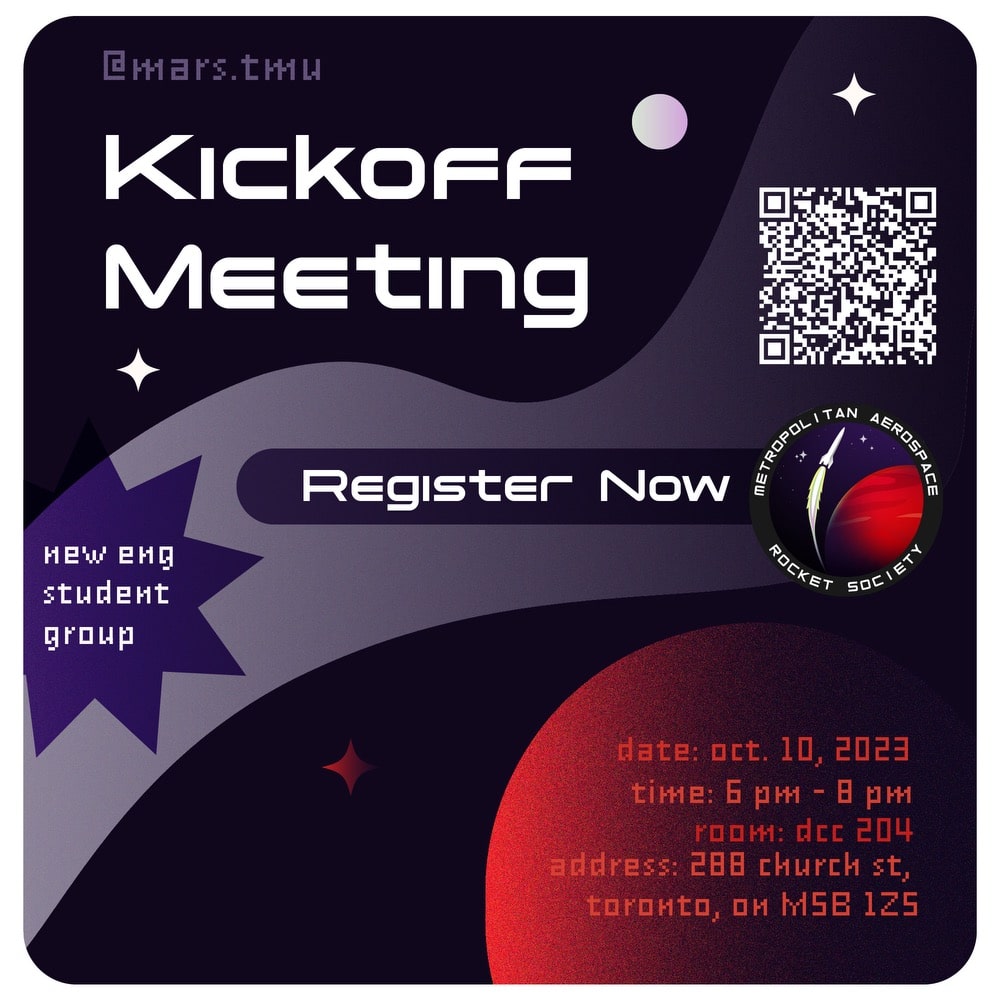 @mars.tmu
Kickoff
Meeting
Register Now
METROPOLITAN AEROSPACE
ROCKET SOCIETY
new eng
student
group
date: oct. 10, 2023
time: 6 pm - 8 pm
room: dcc 204
address: 288 church st,
toronto, on M5B 1Z5